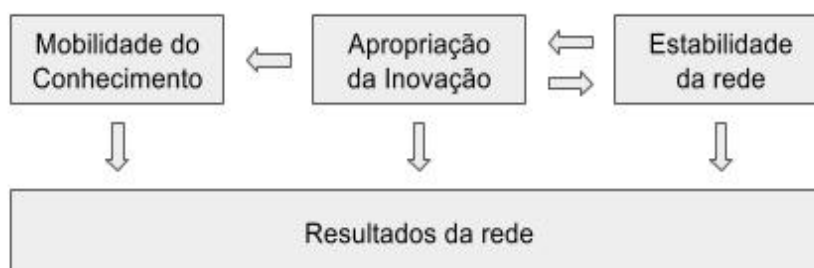 Mobilidade do
Conhecimento
Apropriação
da Inovação
Estabilidade
da rede
Resultados da rede